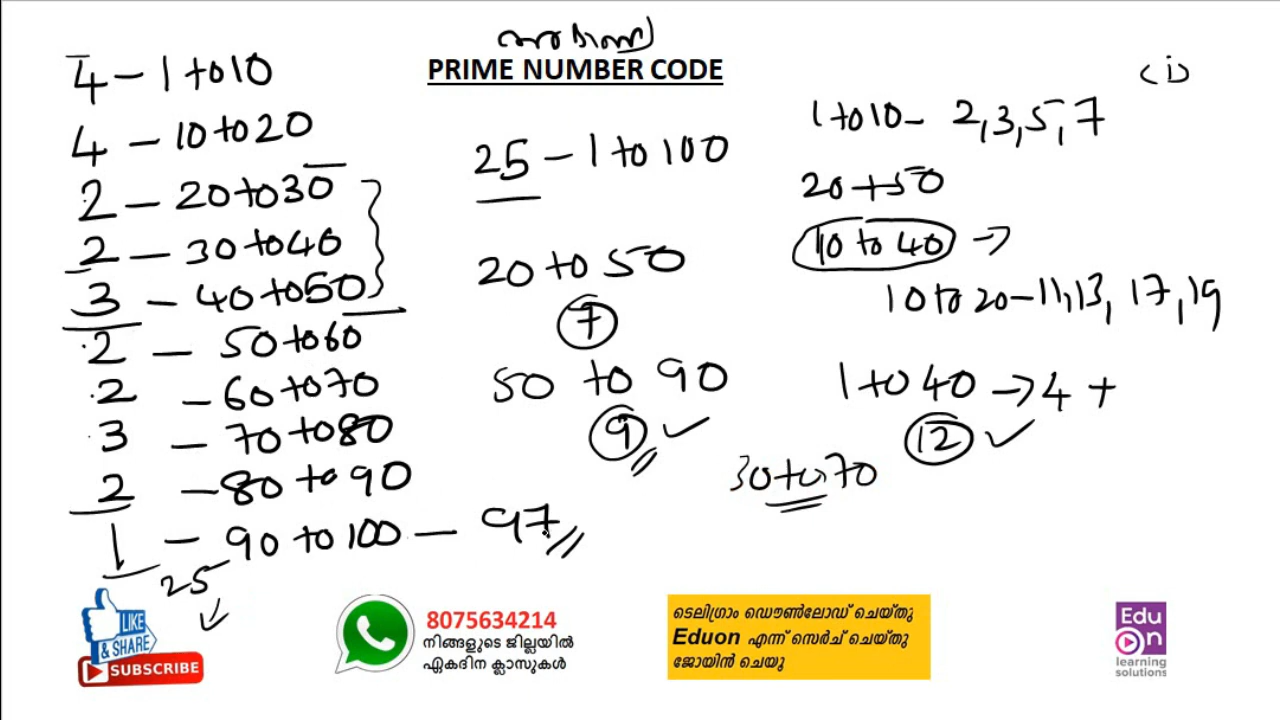 PRIME NUMBER CODE
4 - 1 to 10
4 - 10 to 20
2 - 20 to 30
2 - 30 to 40
3 - 40 to 50
2 - 50 to 60
2 - 60 to 70
3 - 70 to 80
2 - 80 to 90
1 - 90 to 100 - 97
25
25 - 1 to 100
20 to 50
7
50 to 90
9
(i)
1 to 10 - 2,3,5,7
20 to 50
10 to 40 →
10 to 20 - 11,13, 17,19
1 to 40 → 4 +
12
30 to 70
LIKE
& SHARE
SUBSCRIBE
8075634214
നിങ്ങളുടെ ജില്ലയിൽ
ഏകദിന ക്ലാസുകൾ
ടെലിഗ്രാം ഡൌൺലോഡ് ചെയ്തു
Eduon എന്ന് സെർച് ചെയ്തു
ജോയിൻ ചെയൂ
Edu
On
learning
solutions